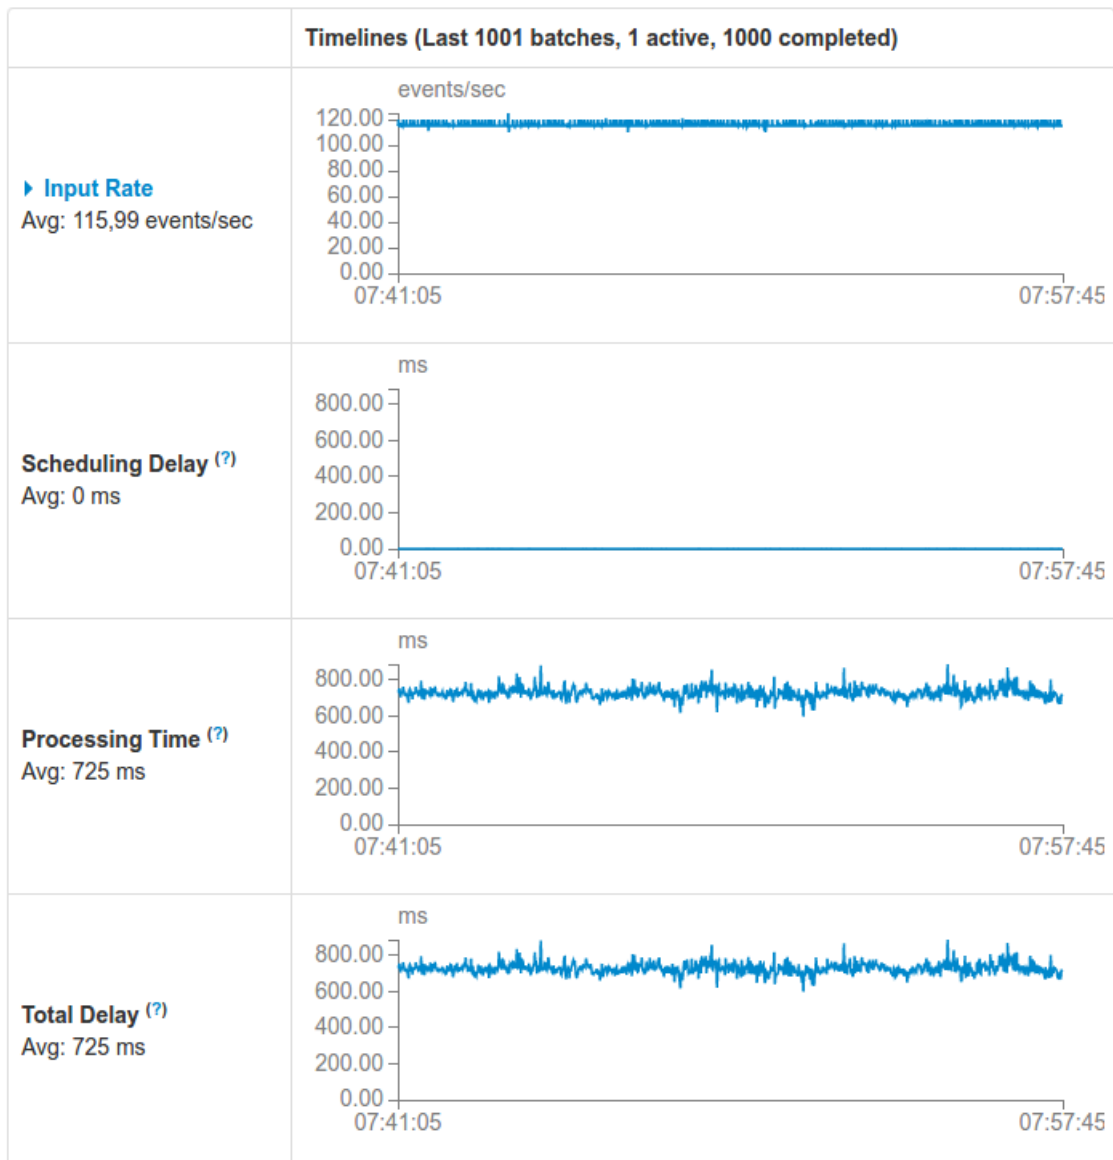 Timelines (Last 1001 batches, 1 active, 1000 completed)
Input Rate
Avg: 115,99 events/sec
events/sec
120.00
100.00
80.00
60.00
40.00
20.00
0.00
07:41:05
07:57:45
Scheduling Delay (?)
Avg: 0 ms
ms
800.00
600.00
400.00
200.00
0.00
07:41:05
07:57:45
Processing Time (?)
Avg: 725 ms
ms
800.00
600.00
400.00
200.00
0.00
07:41:05
07:57:45
Total Delay (?)
Avg: 725 ms
ms
800.00
600.00
400.00
200.00
0.00
07:41:05
07:57:45